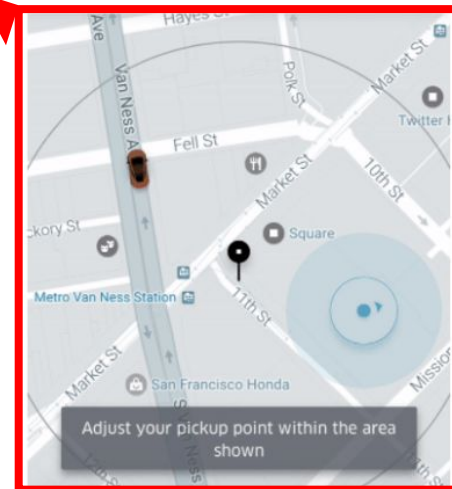 Hayes St
Ave
Market St
Polk St
Twitter H
Van Ness A
Fell St
10th St
Market St
ckory St
Square
Metro Van Ness Station
11th St
Market St
Mission
San Francisco Honda
S Van Ness
Adjust your pickup point within the area
shown
12th St